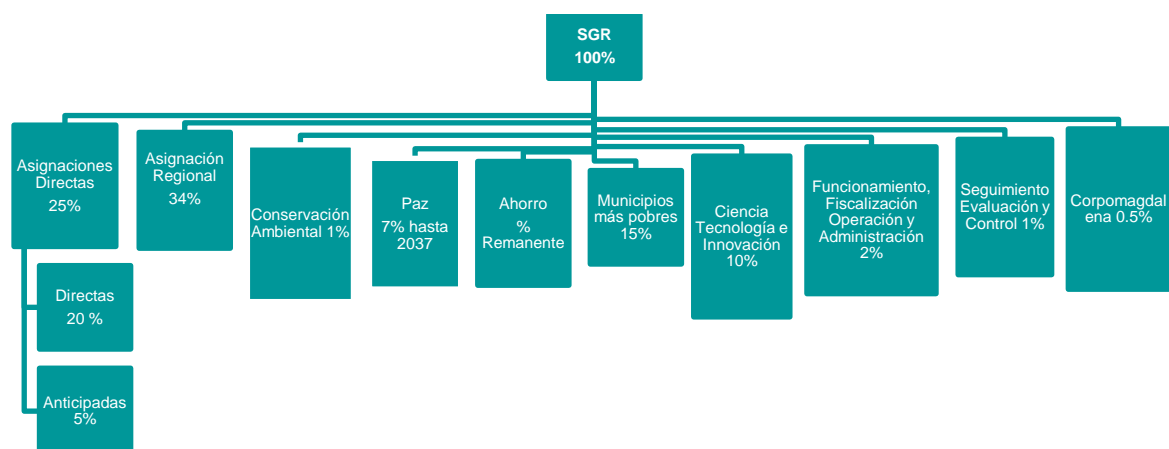 SGR
100%
Asignaciones
Directas
25%
Asignación
Regional
34%
Conservación
Ambiental 1%
Paz
7% hasta
2037
Ahorro
%
Remanente
Municipios
más pobres
15%
Ciencia
Tecnología e
Innovación
10%
Funcionamiento,
Fiscalización
Operación y
Administración
2%
Seguimiento
Evaluación y
Control 1%
Corpomagdal
ena 0.5%
Directas
20 %
Anticipadas
5%